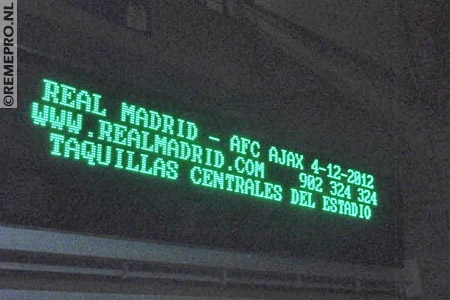 ©REMEPRO.NL
REAL MADRID - AFC AJAX 4-12-2012
WWW.REALMADRID.COM 902 324 324
TAQUILLAS CENTRALES DEL ESTADIO